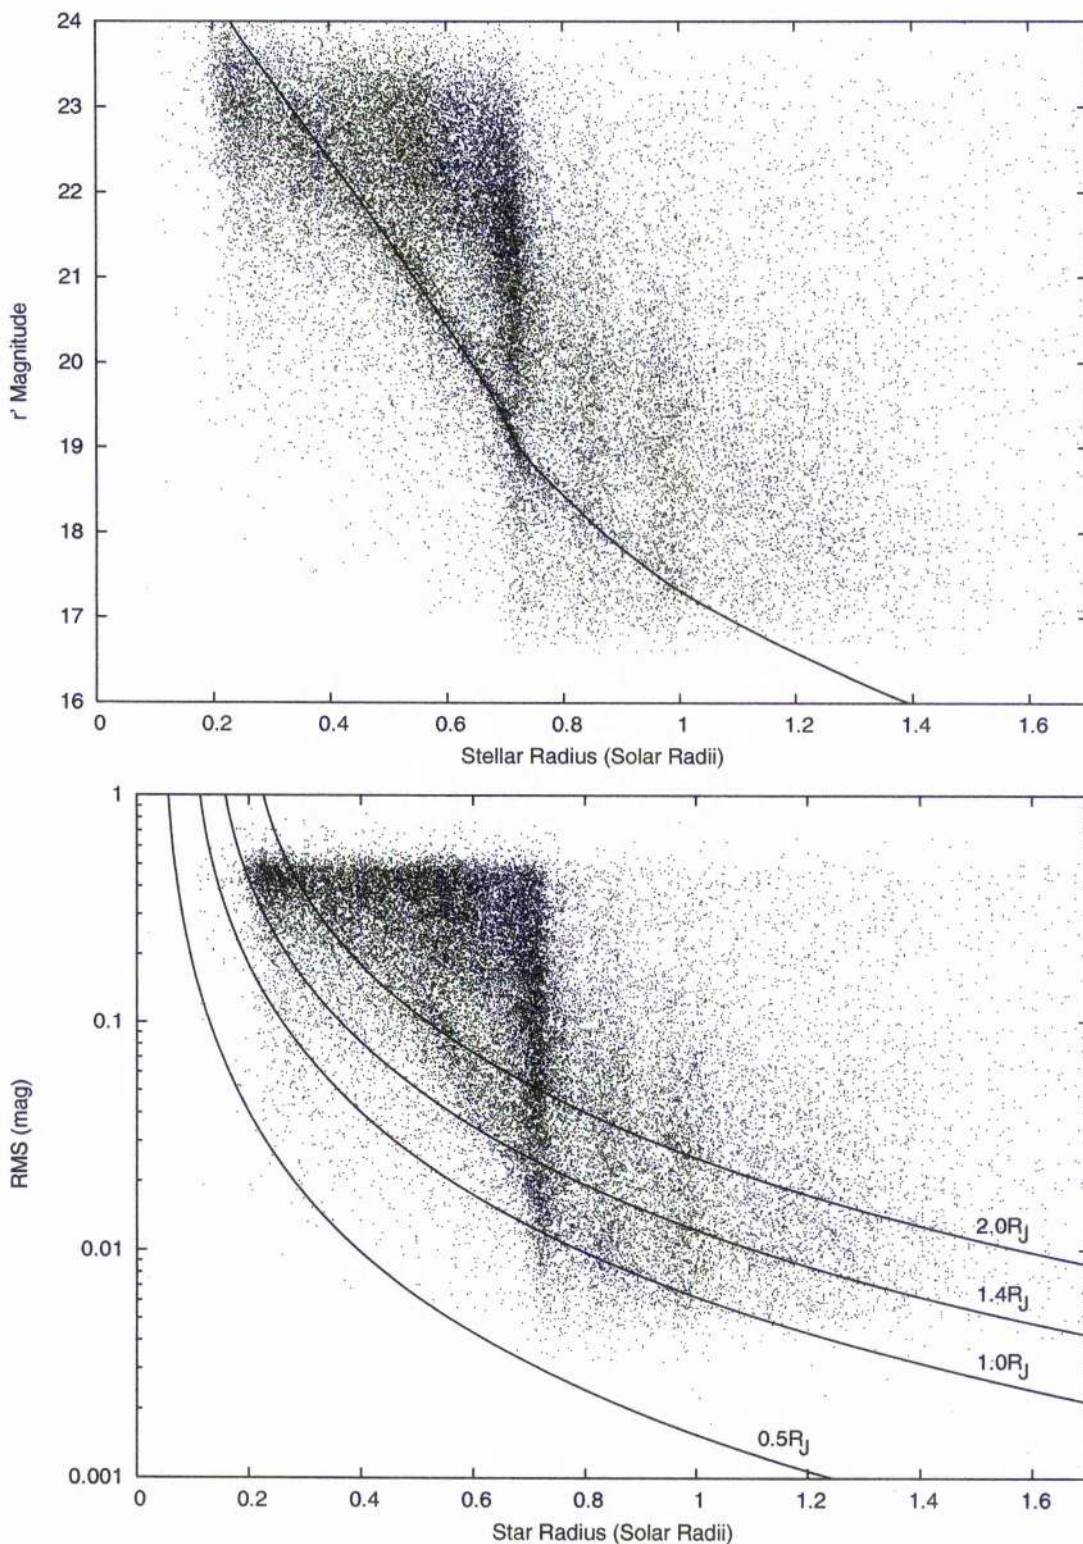 24
23
22
21
20
19
18
17
16
r' Magnitude
0 0.2 0.4 0.6 0.8 1 1.2 1.4 1.6
Stellar Radius (Solar Radii)
1
0.1
0.01
0.001
RMS (mag)
2.0RJ
1.4RJ
1:0RJ
0.5RJ
0 0.2 0.4 0.6 0.8 1 1.2 1.4 1.6
Star Radius (Solar Radii)